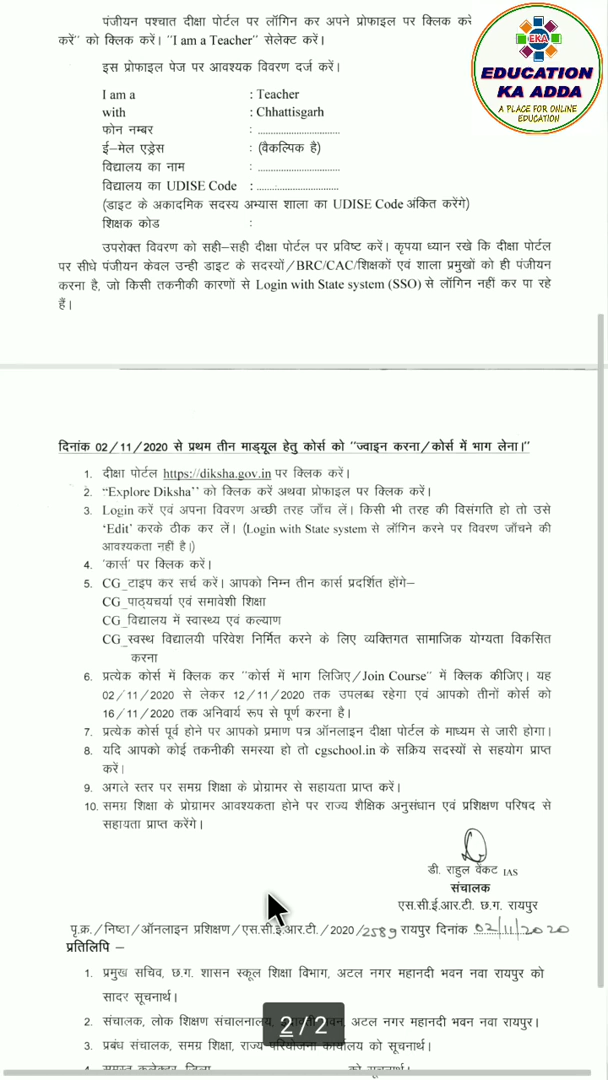 पंजीयन पश्चात दीक्षा पोर्टल पर लॉगिन कर अपने प्रोफाइल पर क्लिक करे
करें" को क्लिक करें। "I am a Teacher" सेलेक्ट करें।
इस प्रोफाइल पेज पर आवश्यक विवरण दर्ज करें।
I am a : Teacher
with : Chhattisgarh
फोन नम्बर : ................................
ई–मेल एड्रेस : (वैकल्पिक है)
विद्यालय का नाम : ................................
विद्यालय का UDISE Code : ................................
(डाइट के अकादमिक सदस्य अभ्यास शाला का UDISE Code अंकित करेंगे)
शिक्षक कोड :
उपरोक्त विवरण को सही–सही दीक्षा पोर्टल पर प्रविष्ट करें। कृपया ध्यान रखे कि दीक्षा पोर्टल
पर सीधे पंजीयन केवल उन्ही डाइट के सदस्यों/BRC/CAC/शिक्षकों एवं शाला प्रमुखों को ही पंजीयन
करना है, जो किसी तकनीकी कारणों से Login with State system (SSO) से लॉगिन नहीं कर पा रहे
हैं।
EKA
EDUCATION
KA ADDA
A PLACE FOR ONLINE
EDUCATION
दिनांक 02/11/2020 से प्रथम तीन माड्यूल हेतु कोर्स को "ज्वाइन करना/कोर्स में भाग लेना।"
1. दीक्षा पोर्टल https://diksha.gov.in पर क्लिक करें।
2. "Explore Diksha" को क्लिक करें अथवा प्रोफाइल पर क्लिक करें।
3. Login करें एवं अपना विवरण अच्छी तरह जाँच लें। किसी भी तरह की विसंगति हो तो उसे
'Edit' करके ठीक कर लें। (Login with State system से लॉगिन करने पर विवरण जाँचने की
आवश्यकता नहीं है।)
4. 'कार्स' पर क्लिक करें।
5. CG_टाइप कर सर्च करें। आपको निम्न तीन कार्स प्रदर्शित होंगे–
CG_पाठ्यचर्या एवं समावेशी शिक्षा
CG_विद्यालय में स्वास्थ्य एवं कल्याण
CG_स्वस्थ विद्यालयी परिवेश निर्मित करने के लिए व्यक्तिगत सामाजिक योग्यता विकसित
करना
6. प्रत्येक कोर्स में क्लिक कर "कोर्स में भाग लिजिए/Join Course" में क्लिक कीजिए। यह
02/11/2020 से लेकर 12/11/2020 तक उपलब्ध रहेगा एवं आपको तीनों कोर्स को
16/11/2020 तक अनिवार्य रूप से पूर्ण करना है।
7. प्रत्येक कोर्स पूर्व होने पर आपको प्रमाण पत्र ऑनलाइन दीक्षा पोर्टल के माध्यम से जारी होगा।
8. यदि आपको कोई तकनीकी समस्या हो तो cgschool.in के सक्रिय सदस्यों से सहयोग प्राप्त
करें।
9. अगले स्तर पर समग्र शिक्षा के प्रोग्रामर से सहायता प्राप्त करें।
10. समग्र शिक्षा के प्रोग्रामर आवश्यकता होने पर राज्य शैक्षिक अनुसंधान एवं प्रशिक्षण परिषद से
सहायता प्राप्त करेंगे।
डी. राहुल वेंकट IAS
संचालक
एस.सी.ई.आर.टी. छ.ग. रायपुर
पृ.क्र./निष्ठा/ऑनलाइन प्रशिक्षण/एस.सी.ई.आर.टी./2020/2589 रायपुर दिनांक 02/11/2020
प्रतिलिपि –
1. प्रमुख सचिव, छ.ग. शासन स्कूल शिक्षा विभाग, अटल नगर महानदी भवन नवा रायपुर को
सादर सूचनार्थ।
2. संचालक, लोक शिक्षण संचालनालय, भवन, अटल नगर महानदी भवन नवा रायपुर।
3. प्रबंध संचालक, समग्र शिक्षा, राज्य परियोजना कार्यालय को सूचनार्थ।
2/2